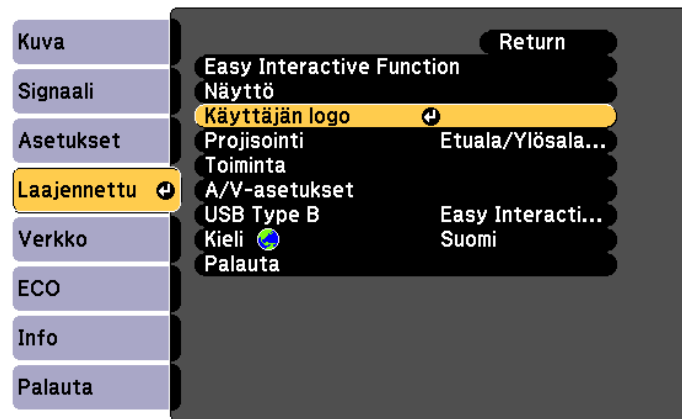 Kuva
Signaali
Asetukset
Laajennettu
Verkko
ECO
Info
Palauta
Return
Easy Interactive Function
Näyttö
Käyttäjän logo
Projisointi Etuala/Ylösala...
Toiminta
A/V-asetukset
USB Type B Easy Interacti...
Kieli Suomi
Palauta